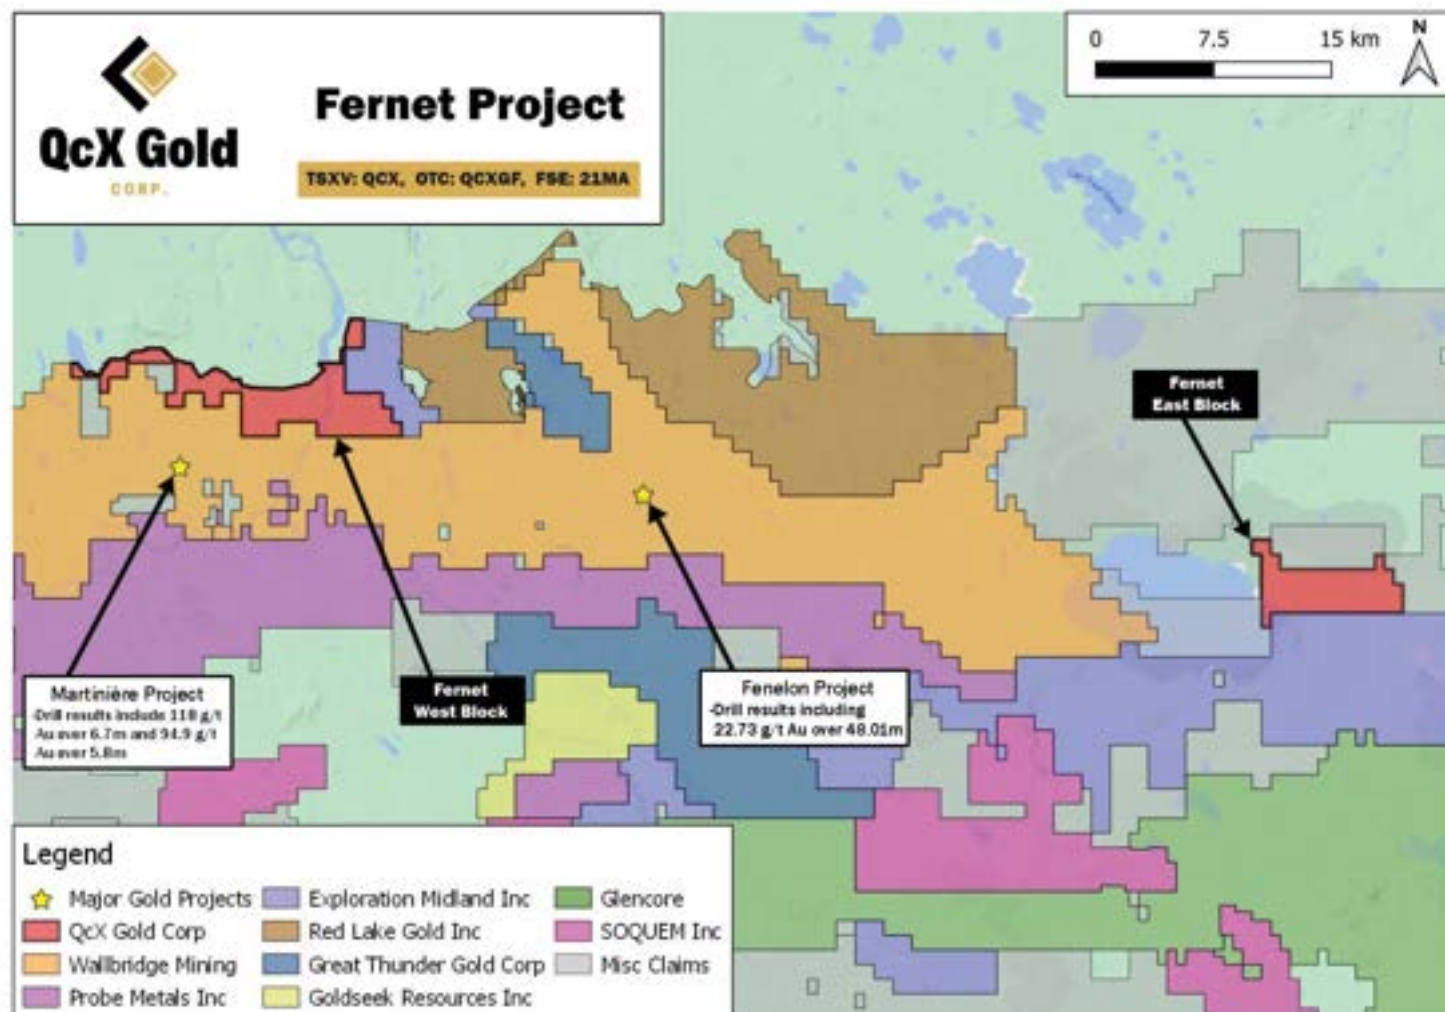 QcX Gold
CORP.
Fernet Project
TSXV: QCX, OTC: QCXGF, FSE: 21MA
0 7.5 15 km
N
Fernet
East Block
Martinière Project
-Drill results include 118 g/t
Au over 6.7m and 94.9 g/t
Au over 5.8m
Fernet
West Block
Fenelon Project
-Drill results including
22.73 g/t Au over 48.01m
Legend
Major Gold Projects
QcX Gold Corp
Wallbridge Mining
Probe Metals Inc
Exploration Midland Inc
Red Lake Gold Inc
Great Thunder Gold Corp
Goldseek Resources Inc
Glencore
SOQUEM Inc
Misc Claims